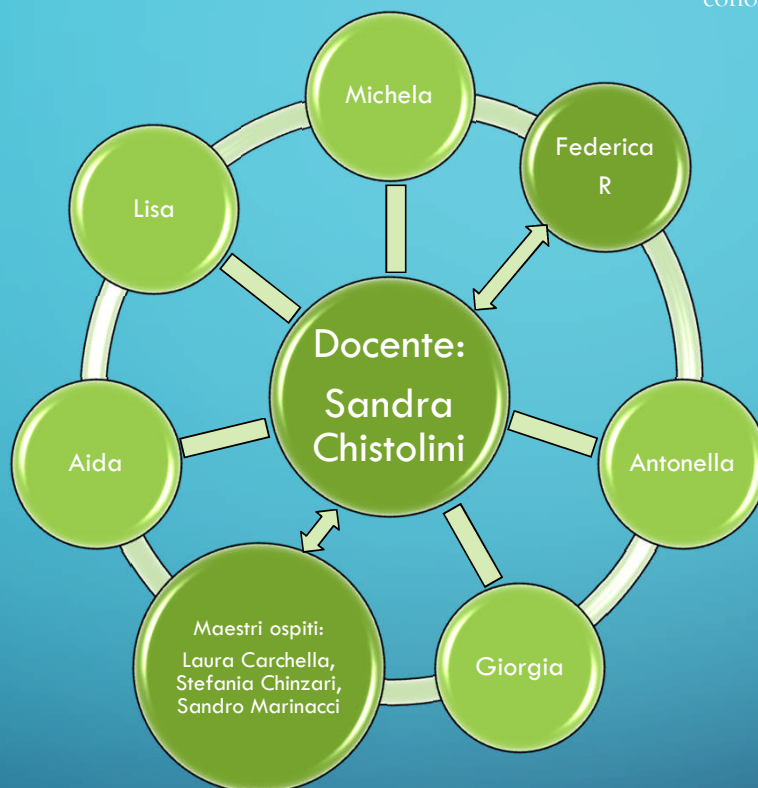 Michela
Federica
R
Lisa
Docente:
Sandra
Chistolini
Aida
Antonella
Maestri ospiti:
Laura Carchella,
Stefania Chinzari,
Sandro Marinacci
Giorgia